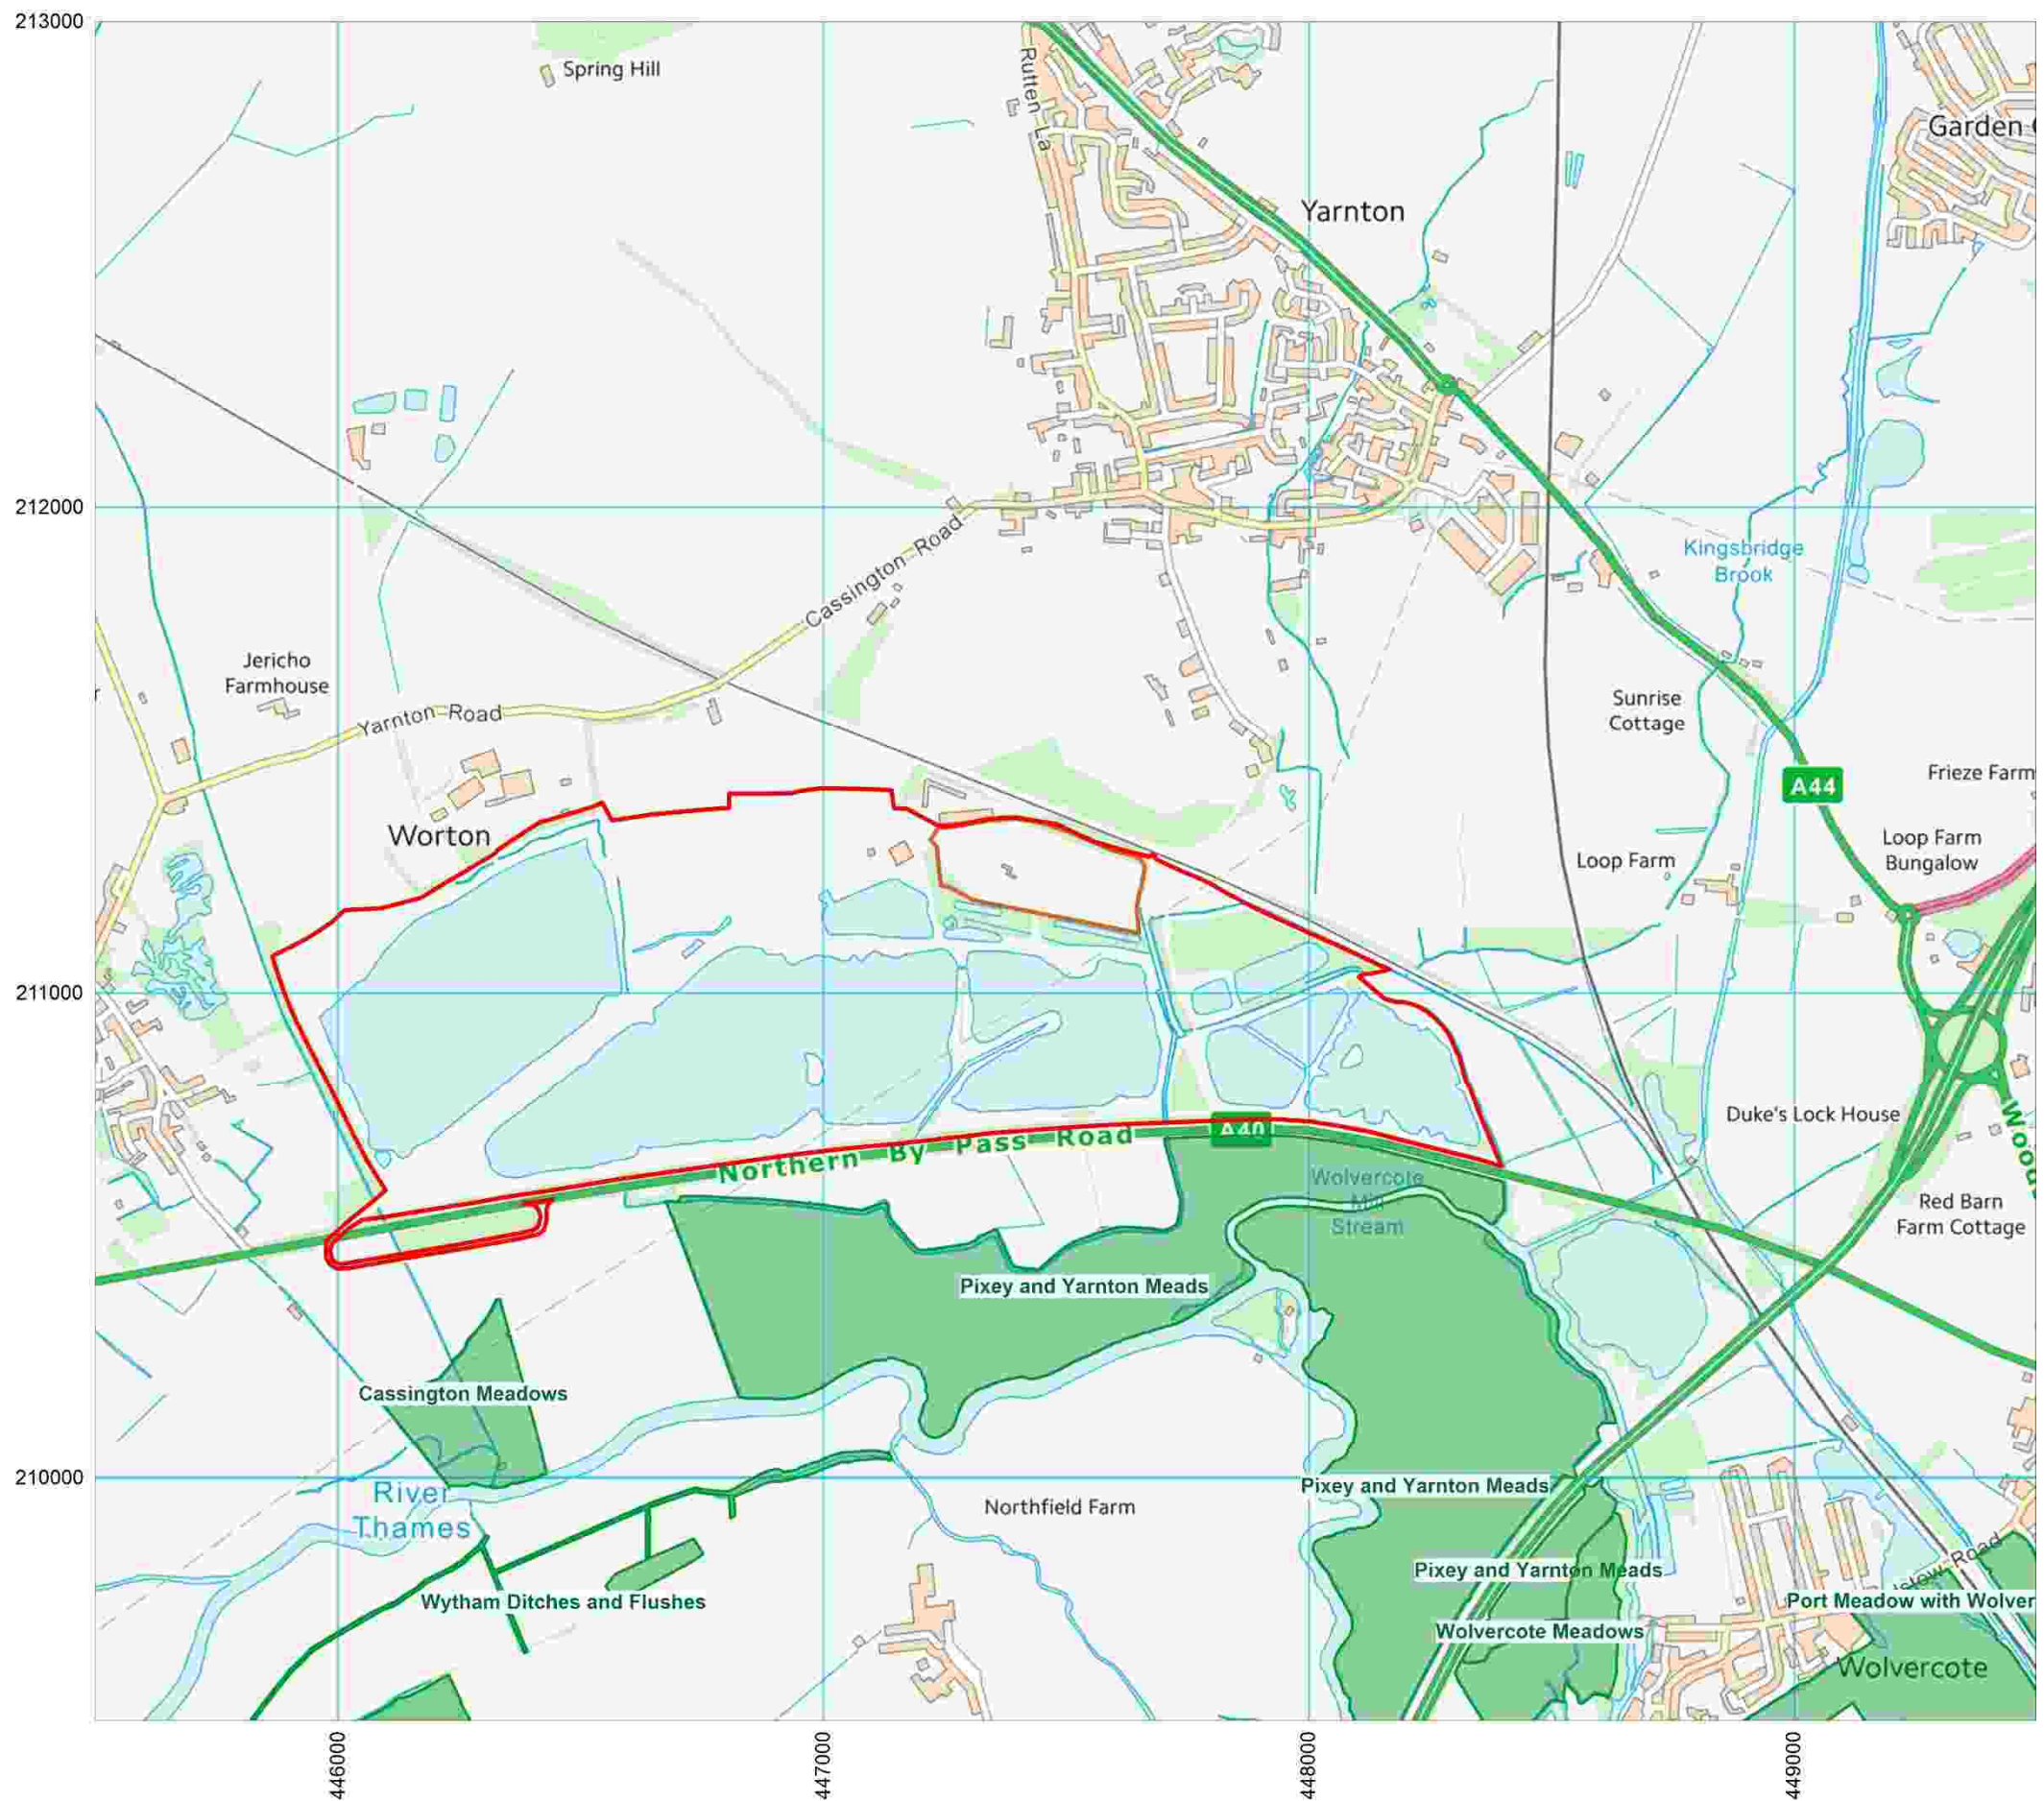 213000
Spring Hill
Rutten La
Garden
Yarnton
212000
Kingsbridge
Brook
Cassington Road
Jericho
Farmhouse
Yarnton Road
Sunrise
Cottage
Frieze Farm
A44
Worton
Loop Farm
Bungalow
Loop Farm
211000
Duke's Lock House
A40
Northern By Pass Road
Wolvercote
Mill
Stream
Red Barn
Farm Cottage
Pixey and Yarnton Meads
Cassington Meadows
210000
River
Thames
Pixey and Yarnton Meads
Northfield Farm
Pixey and Yarnton Meads
Wytham Ditches and Flushes
Port Meadow with Wolver
Wolvercote Meadows
Wolvercote
446000
447000
448000
449000